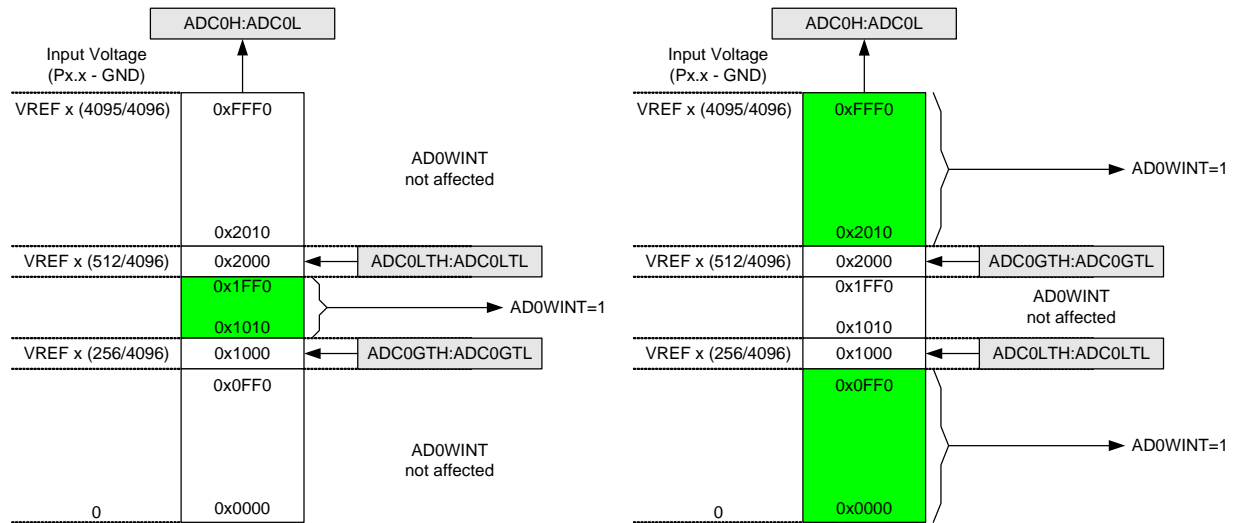 ADC0H:ADC0L
Input Voltage
(Px.x - GND)
VREF x (4095/4096)
0xFFF0
AD0WINT
not affected
0x2010
VREF x (512/4096)
0x2000
ADC0LTH:ADC0LTL
0x1FF0
AD0WINT=1
0x1010
VREF x (256/4096)
0x1000
ADC0GTH:ADC0GTL
0x0FF0
AD0WINT
not affected
0
0x0000
ADC0H:ADC0L
Input Voltage
(Px.x - GND)
VREF x (4095/4096)
0xFFF0
AD0WINT=1
0x2010
VREF x (512/4096)
0x2000
ADC0GTH:ADC0GTL
0x1FF0
AD0WINT
not affected
0x1010
VREF x (256/4096)
0x1000
ADC0LTH:ADC0LTL
0x0FF0
AD0WINT=1
0
0x0000